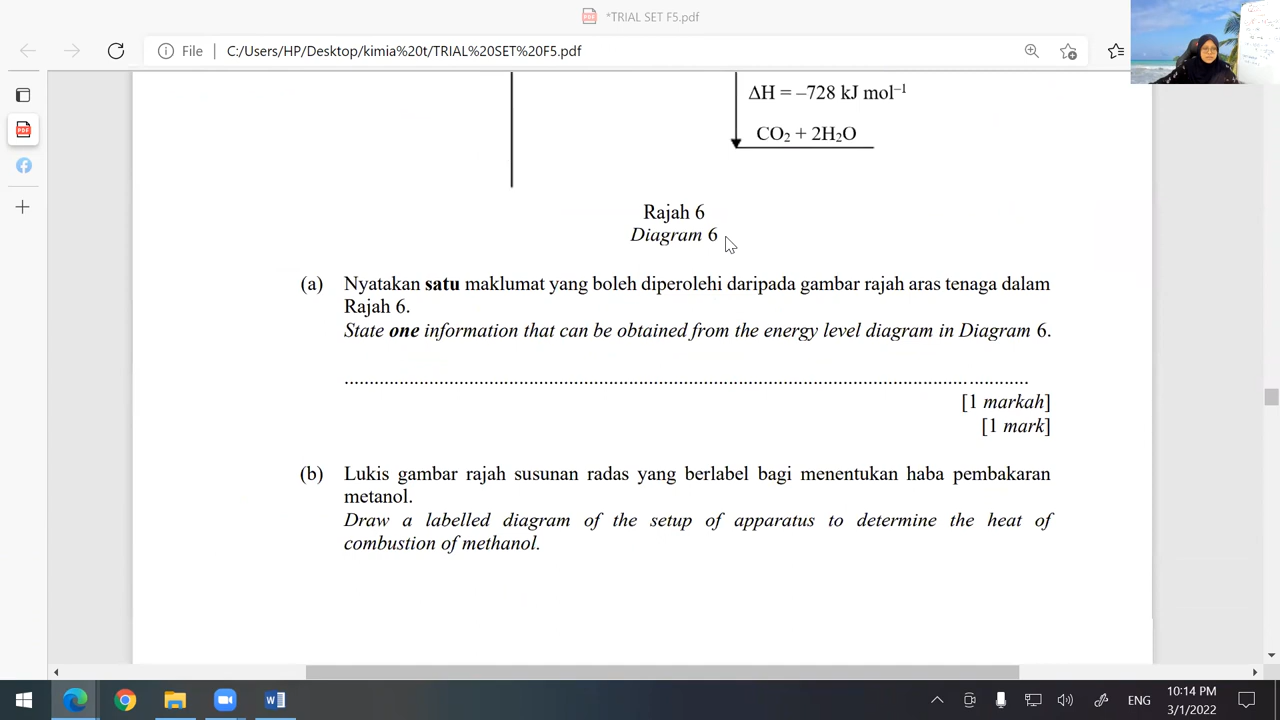 *TRIAL SET F5.pdf
File C:/Users/HP/Desktop/kimia%20t/TRIAL%20SET%20F5.pdf
ΔH = –728 kJ mol⁻¹
CO₂ + 2H₂O
Rajah 6
Diagram 6
(a) Nyatakan satu maklumat yang boleh diperolehi daripada gambar rajah aras tenaga dalam
Rajah 6.
State one information that can be obtained from the energy level diagram in Diagram 6.
[1 markah]
[1 mark]
(b) Lukis gambar rajah susunan radas yang berlabel bagi menentukan haba pembakaran
metanol.
Draw a labelled diagram of the setup of apparatus to determine the heat of
combustion of methanol.
ENG
10:14 PM
3/1/2022